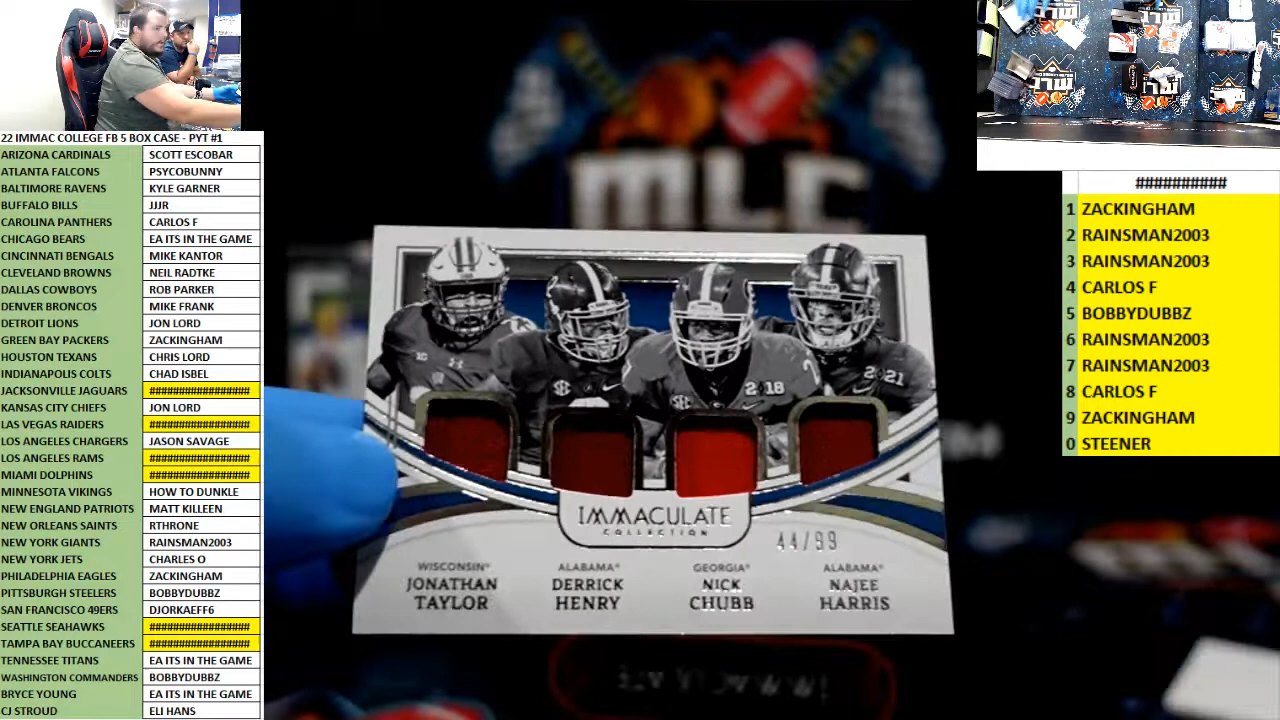 22 IMMAC COLLEGE FB 5 BOX CASE - PYT #1
ARIZONA CARDINALS SCOTT ESCOBAR
ATLANTA FALCONS PSYCOBUNNY
BALTIMORE RAVENS KYLE GARNER
BUFFALO BILLS JJJR
CAROLINA PANTHERS CARLOS F
CHICAGO BEARS EA ITS IN THE GAME
CINCINNATI BENGALS MIKE KANTOR
CLEVELAND BROWNS NEIL RADTKE
DALLAS COWBOYS ROB PARKER
DENVER BRONCOS MIKE FRANK
DETROIT LIONS JON LORD
GREEN BAY PACKERS ZACKINGHAM
HOUSTON TEXANS CHRIS LORD
INDIANAPOLIS COLTS CHAD ISBEL
JACKSONVILLE JAGUARS #################
KANSAS CITY CHIEFS JON LORD
LAS VEGAS RAIDERS #################
LOS ANGELES CHARGERS JASON SAVAGE
LOS ANGELES RAMS #################
MIAMI DOLPHINS #################
MINNESOTA VIKINGS HOW TO DUNKLE
NEW ENGLAND PATRIOTS MATT KILLEEN
NEW ORLEANS SAINTS RTHRONE
NEW YORK GIANTS RAINSMAN2003
NEW YORK JETS CHARLES O
PHILADELPHIA EAGLES ZACKINGHAM
PITTSBURGH STEELERS BOBBYDUBBZ
SAN FRANCISCO 49ERS DJORKAEFF6
SEATTLE SEAHAWKS #################
TAMPA BAY BUCCANEERS #################
TENNESSEE TITANS EA ITS IN THE GAME
WASHINGTON COMMANDERS BOBBYDUBBZ
BRYCE YOUNG EA ITS IN THE GAME
CJ STROUD ELI HANS
MLC
2018
2021
SEC
SEC
IMMACULATE
COLLECTION
44/99
WISCONSIN® ALABAMA® GEORGIA® ALABAMA®
JONATHAN DERRICK NICK NAJEE
TAYLOR HENRY CHUBB HARRIS
##########
1 ZACKINGHAM
2 RAINSMAN2003
3 RAINSMAN2003
4 CARLOS F
5 BOBBYDUBBZ
6 RAINSMAN2003
7 RAINSMAN2003
8 CARLOS F
9 ZACKINGHAM
0 STEENER